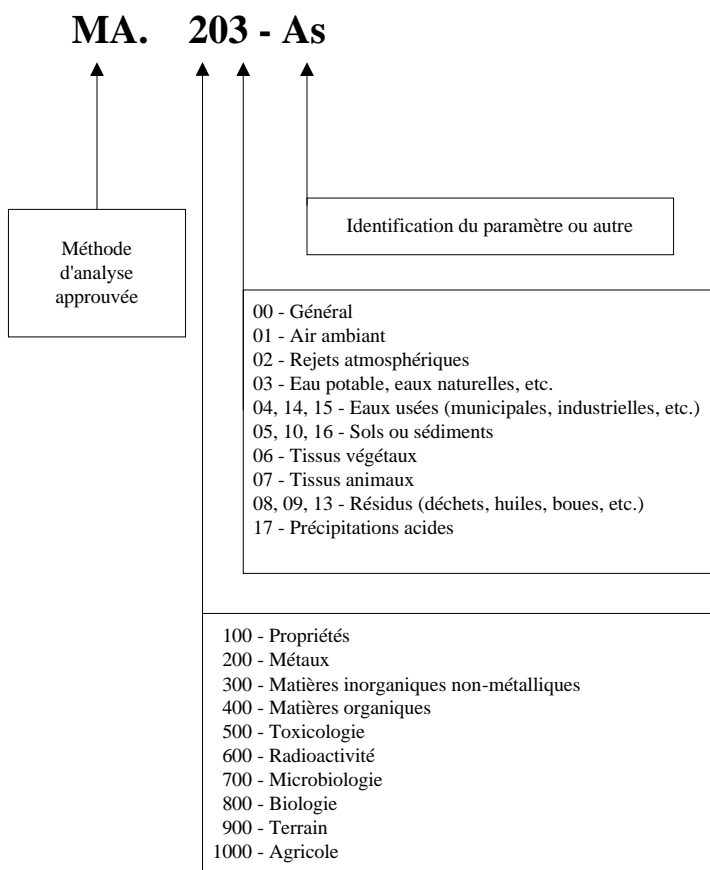 MA. 203 - As
Identification du paramètre ou autre
Méthode
d'analyse
approuvée
00 - Général
01 - Air ambiant
02 - Rejets atmosphériques
03 - Eau potable, eaux naturelles, etc.
04, 14, 15 - Eaux usées (municipales, industrielles, etc.)
05, 10, 16 - Sols ou sédiments
06 - Tissus végétaux
07 - Tissus animaux
08, 09, 13 - Résidus (déchets, huiles, boues, etc.)
17 - Précipitations acides
100 - Propriétés
200 - Métaux
300 - Matières inorganiques non-métalliques
400 - Matières organiques
500 - Toxicologie
600 - Radioactivité
700 - Microbiologie
800 - Biologie
900 - Terrain
1000 - Agricole